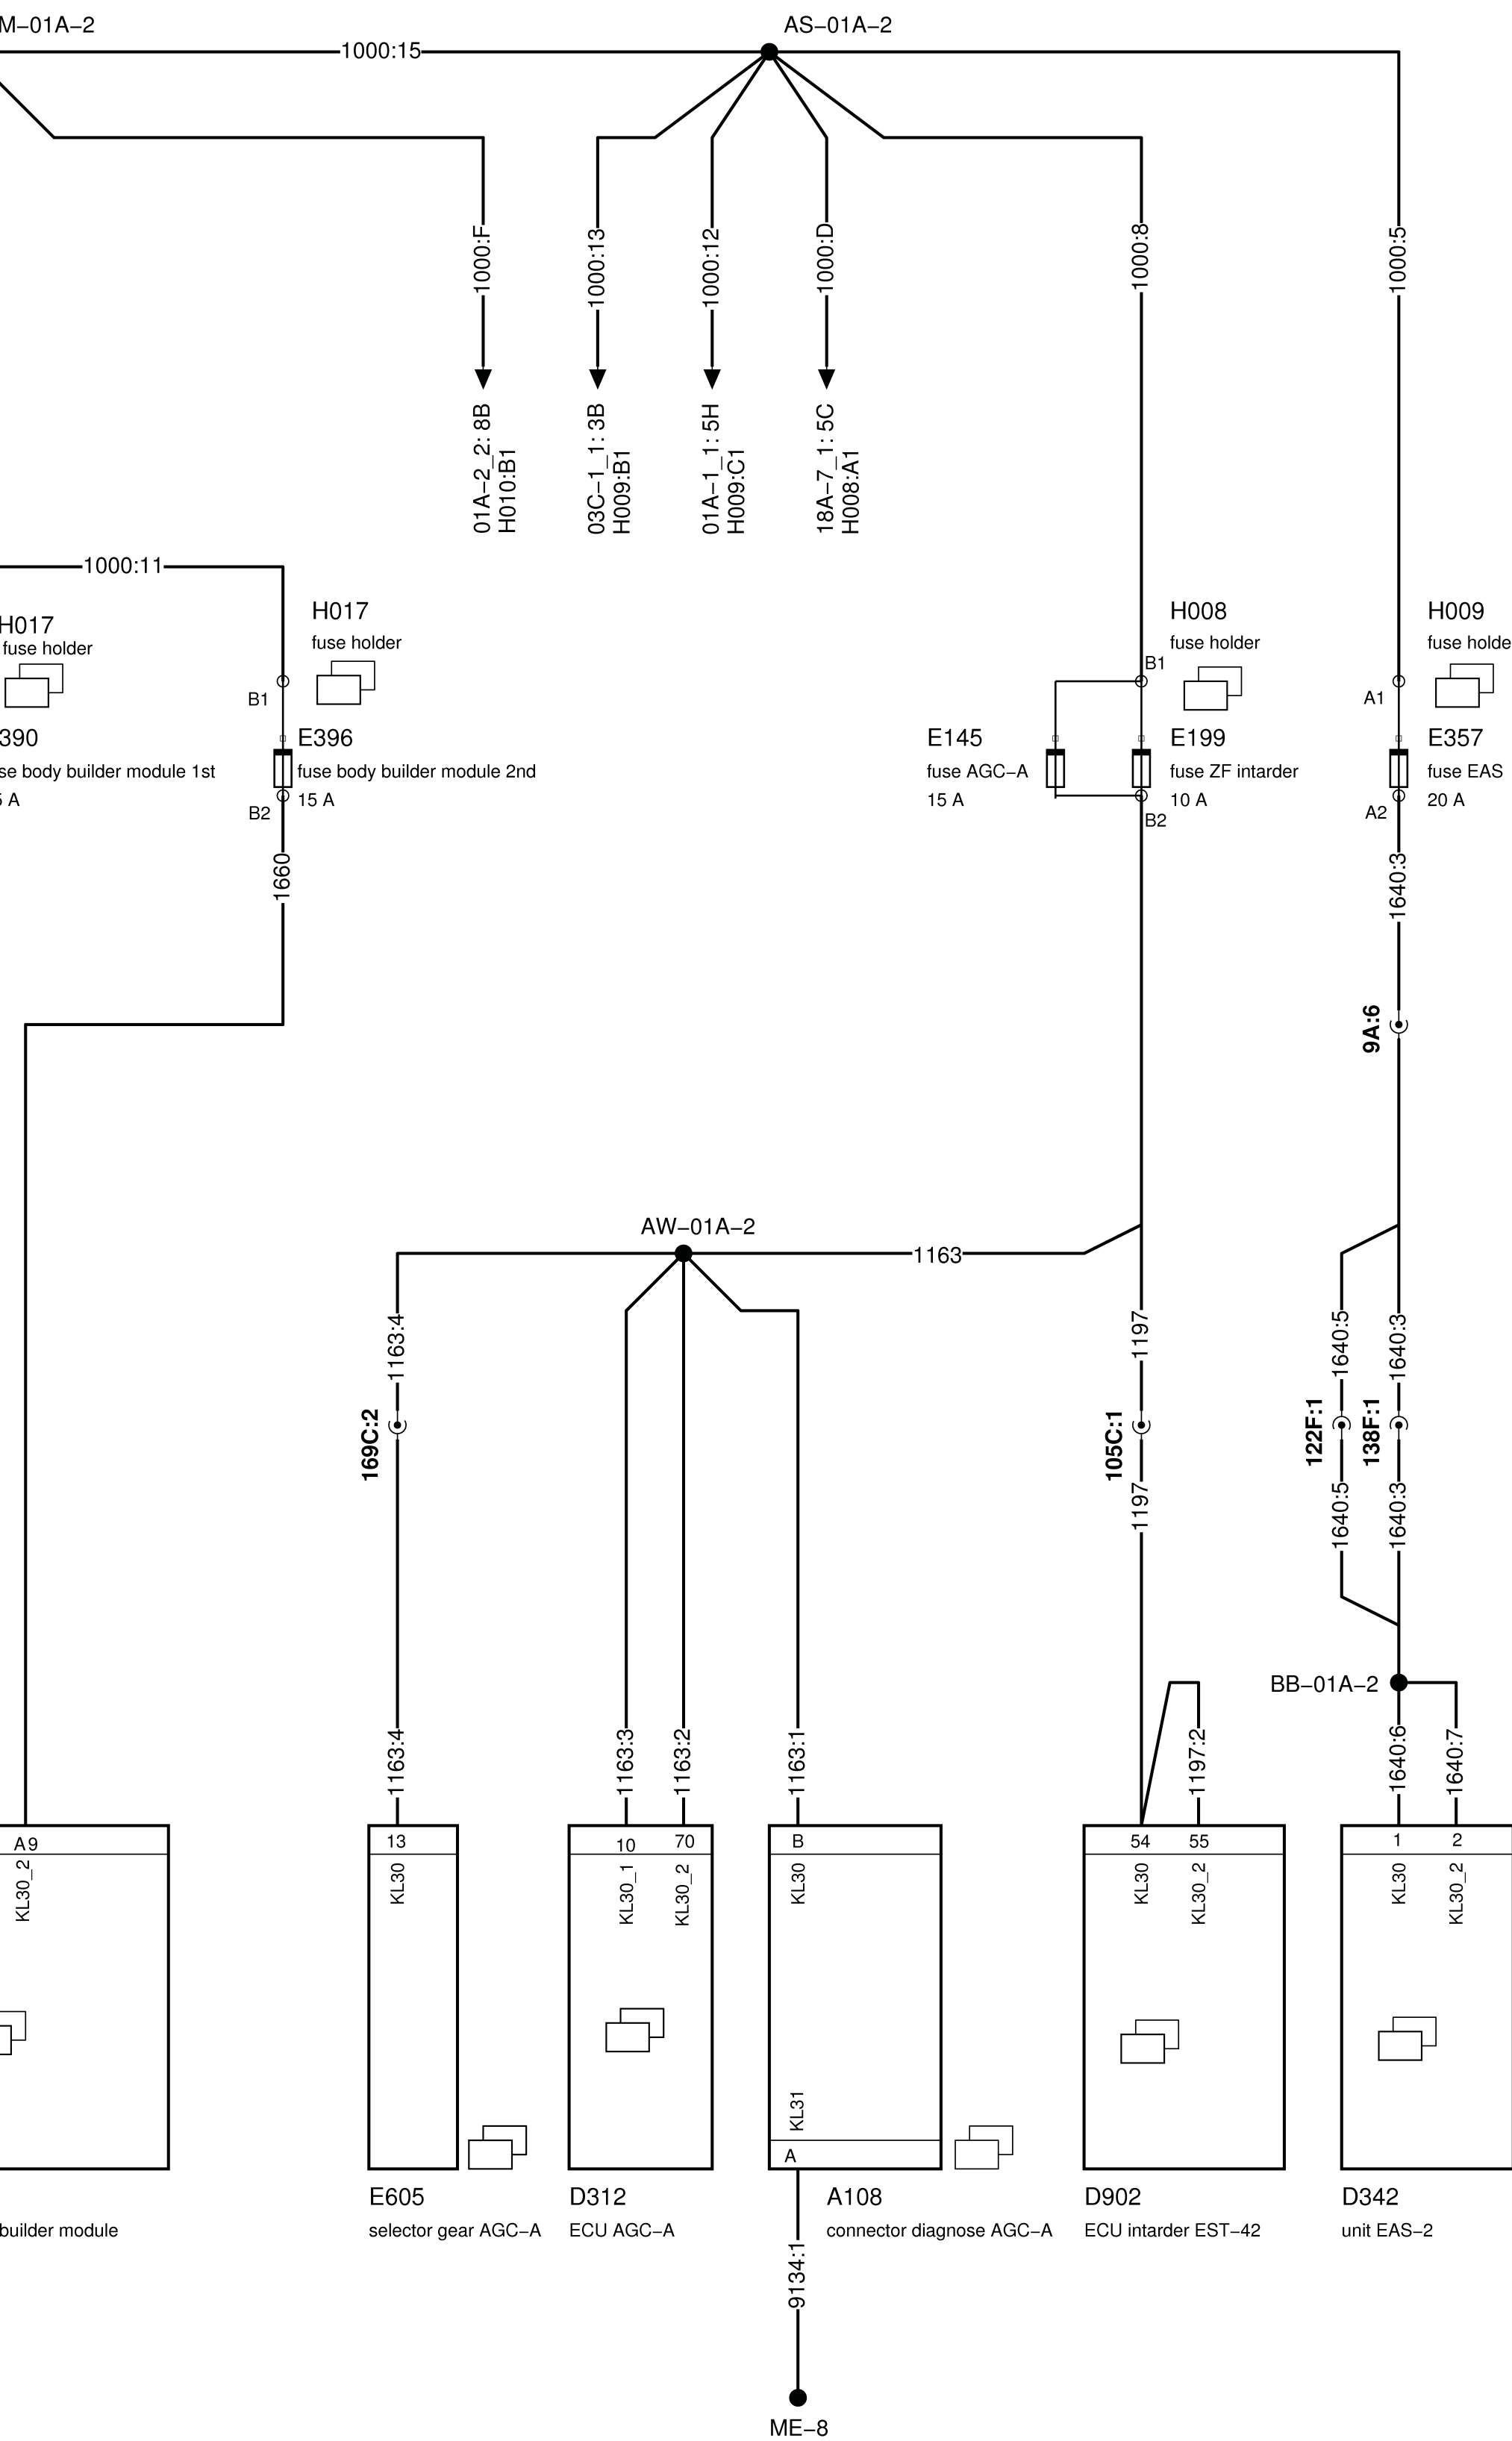 M−01A−2
AS−01A−2
1000:15
1000:F
1000:13
1000:12
1000:D
1000:8
1000:5
01A−2_2: 8B
H010:B1
03C−1_1: 3B
H009:B1
01A−1_1: 5H
H009:C1
18A−7_1: 5C
H008:A1
1000:11
H017
fuse holder
H017
fuse holder
H008
fuse holder
H009
fuse holde
B1
B1
A1
390
se body builder module 1st
A
E396
fuse body builder module 2nd
15 A
B2
E145
fuse AGC−A
15 A
E199
fuse ZF intarder
10 A
B2
E357
fuse EAS
20 A
A2
1660
1640:3
9A:6
AW−01A−2
1163
1163:4
1197
1640:5
1640:3
169C:2
105C:1
122F:1
138F:1
1197
1640:5
1640:3
BB−01A−2
1163:4
1163:3
1163:2
1163:1
1197:2
1640:6
1640:7
A9
13
10
70
B
54
55
1
2
KL30_2
KL30
KL30_1
KL30_2
KL30
KL30
KL30_2
KL30
KL30_2
KL31
A
E605
selector gear AGC−A
D312
ECU AGC−A
A108
connector diagnose AGC−A
D902
ECU intarder EST−42
D342
unit EAS−2
builder module
9134:1
ME−8